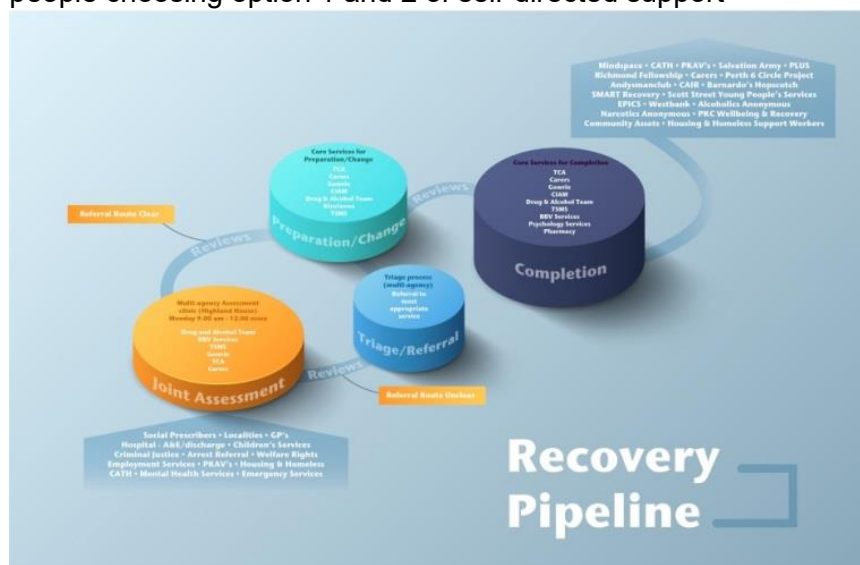 people choosing option 1 and 2 of self-directed support
Mindspace • CATH • PKAV's • Salvation Army • PLUS
Richmond Fellowship • Carers • Perth 6 Circle Project
Andysmanclub • CAIR • Barnardo's Hopscotch
SMART Recovery • Scott Street Young People's Services
EPICS • Westbank • Alcoholics Anonymous
Narcotics Anonymous • PKC Wellbeing & Recovery
Community Assets • Housing & Homeless Support Workers
Core Services for
Preparation/Change
TCA
Carers
Generic
CIAM
Drug & Alcohol Team
TSMS
Preparation/Change
Reviews
Core Services for Completion
TCA
Carers
Generic
CIAM
Drug & Alcohol Team
TSMS
BBV Services
Psychology Services
Pharmacy
Completion
Referral Route Clear
Reviews
Triage process
(multi-agency)
Referral to
most
appropriate
service
Triage/Referral
Multi-agency Assessment
clinic (Highland House)
Monday 9.00 am - 12.00 noon
Drug and Alcohol Team
BBV Services
TSMS
Generic
TCA
Carers
Joint Assessment
Reviews
Referral Route Unclear
Social Prescribers • Localities • GP's
Hospital - A&E/discharge • Children's Services
Criminal Justice • Arrest Referral • Welfare Rights
Employment Services • PKAV's • Housing & Homeless
CATH • Mental Health Services • Emergency Services
Recovery
Pipeline